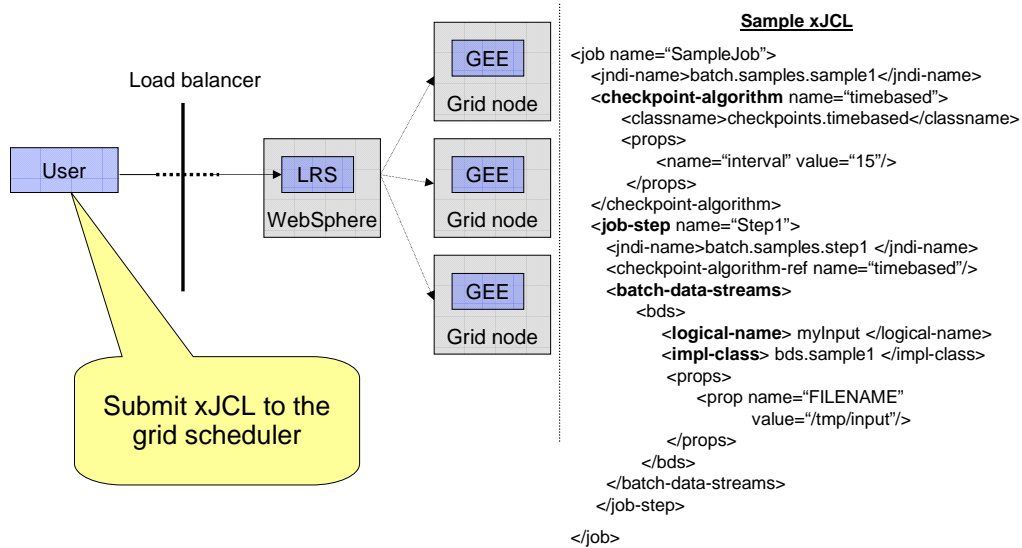 Load balancer
User
LRS
WebSphere
GEE
Grid node
GEE
Grid node
GEE
Grid node
Submit xJCL to the
grid scheduler
Sample xJCL
<job name=“SampleJob”>
<jndi-name>batch.samples.sample1</jndi-name>
<checkpoint-algorithm name=“timebased”>
<classname>checkpoints.timebased</classname>
<props>
<name=“interval” value=“15”/>
</props>
</checkpoint-algorithm>
<job-step name=“Step1”>
<jndi-name>batch.samples.step1 </jndi-name>
<checkpoint-algorithm-ref name=“timebased”/>
<batch-data-streams>
<bds>
<logical-name> myInput </logical-name>
<impl-class> bds.sample1 </impl-class>
<props>
<prop name=“FILENAME”
value=“/tmp/input”/>
</props>
</bds>
</batch-data-streams>
</job-step>
</job>